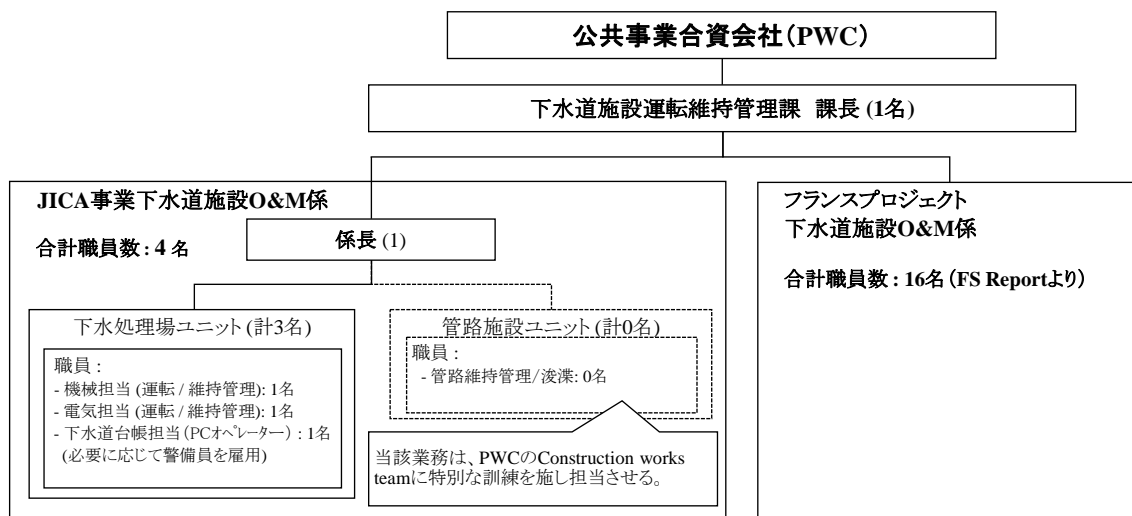 公共事業合資会社(PWC)
下水道施設運転維持管理課 課長 (1名)
JICA事業下水道施設O&M係
合計職員数 : 4 名
係長 (1)
下水処理場ユニット (計3名)
職員 :
- 機械担当 (運転 / 維持管理): 1名
- 電気担当 (運転 / 維持管理): 1名
- 下水道台帳担当 (PCオペレーター) : 1名
(必要に応じて警備員を雇用)
管路施設ユニット (計0名)
職員 :
- 管路維持管理/浚渫: 0名
当該業務は、PWCのConstruction works
teamに特別な訓練を施し担当させる。
フランスプロジェクト
下水道施設O&M係
合計職員数 : 16名 (FS Reportより)